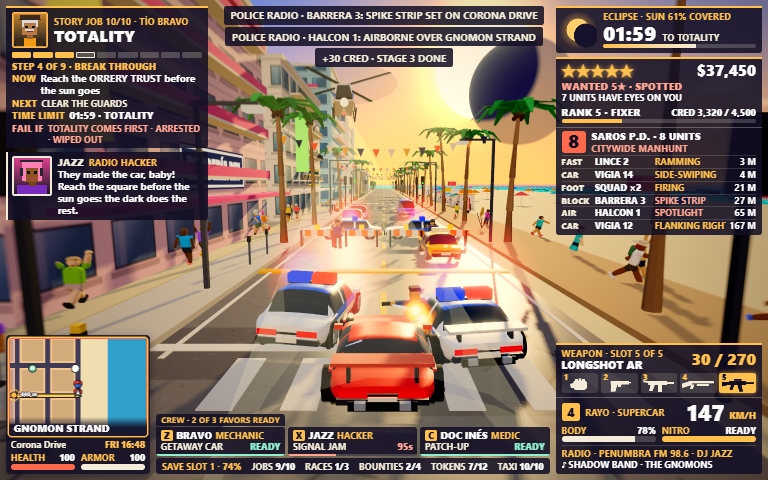 STORY JOB 10/10 · TÍO BRAVO
TOTALITY
STEP 4 OF 9 · BREAK THROUGH
NOW Reach the ORRERY TRUST before the sun goes
NEXT CLEAR THE GUARDS
TIME LIMIT 01:59 · TOTALITY
FAIL IF TOTALITY COMES FIRST · ARRESTED · WIPED OUT
JAZZ RADIO HACKER
They made the car, baby!
Reach the square before the
sun goes: the dark does the
rest.
POLICE RADIO · BARRERA 3: SPIKE STRIP SET ON CORONA DRIVE
POLICE RADIO · HALCON 1: AIRBORNE OVER GNOMON STRAND
+30 CRED · STAGE 3 DONE
ECLIPSE · SUN 61% COVERED
01:59 TO TOTALITY
★★★★★ $37,450
WANTED 5★ · SPOTTED
7 UNITS HAVE EYES ON YOU
RANK 5 · FIXER CRED 3,320 / 4,500
8 SAROS P.D. · 8 UNITS
CITYWIDE MANHUNT
FAST LINCE 2 RAMMING 3 M
CAR VIGIA 14 SIDE-SWIPING 4 M
FOOT SQUAD ×2 FIRING 21 M
BLOCK BARRERA 3 SPIKE STRIP 27 M
AIR HALCON 1 SPOTLIGHT 65 M
CAR VIGIA 12 FLANKING RIGHT 167 M
GNOMON STRAND
Corona Drive FRI 16:48
HEALTH 100 ARMOR 100
CREW · 2 OF 3 FAVORS READY
Z BRAVO MECHANIC
GETAWAY CAR READY
X JAZZ HACKER
SIGNAL JAM 95s
C DOC INÉS MEDIC
PATCH-UP READY
SAVE SLOT 1 · 74% JOBS 9/10 RACES 1/3 BOUNTIES 2/4 TOKENS 7/12 TAXI 10/10
WEAPON · SLOT 5 OF 5
LONGSHOT AR 30 / 270
1 2 3 4 5
4 RAYO · SUPERCAR 147 KM/H
BODY 78% NITRO READY
RADIO · PENUMBRA FM 98.6 · DJ JAZZ
♪ SHADOW BAND · THE GNOMONS